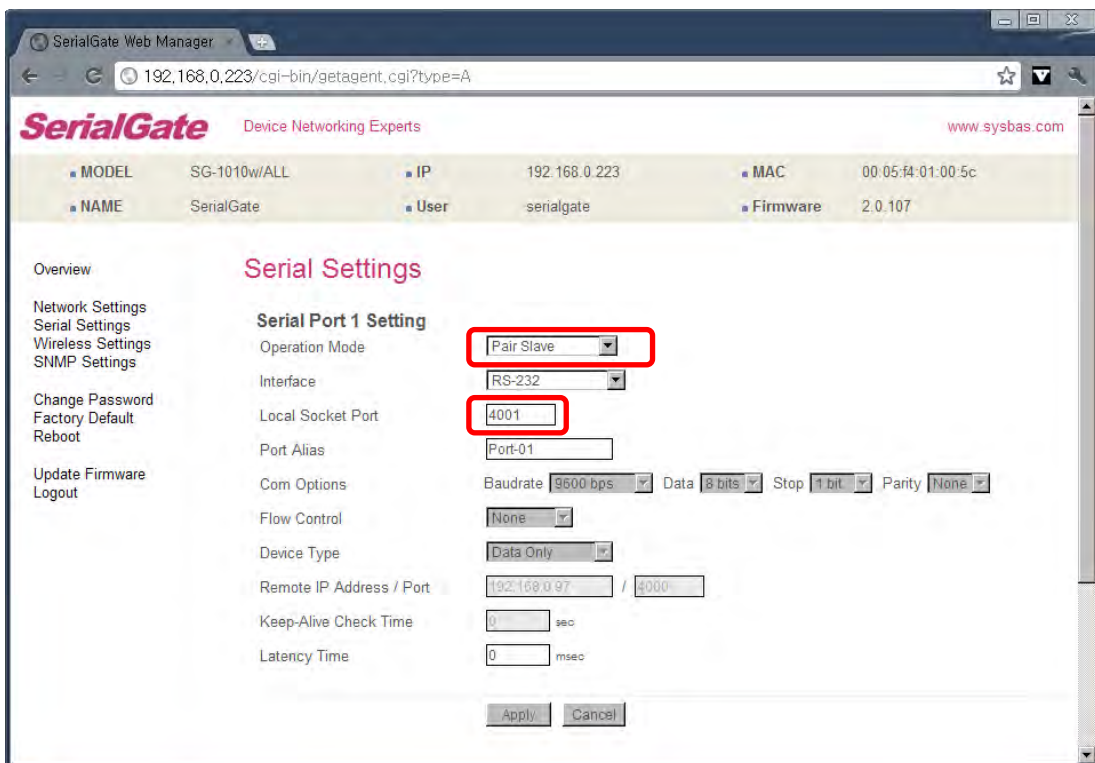 SerialGate Web Manager
192.168.0.223/cgi-bin/getagent.cgi?type=A
SerialGate Device Networking Experts www.sysbas.com
MODEL SG-1010w/ALL IP 192.168.0.223 MAC 00:05:f4:01:00:5c
NAME SerialGate User serialgate Firmware 2.0.107
Overview
Network Settings
Serial Settings
Wireless Settings
SNMP Settings
Change Password
Factory Default
Reboot
Update Firmware
Logout
Serial Settings
Serial Port 1 Setting
Operation Mode Pair Slave
Interface RS-232
Local Socket Port 4001
Port Alias Port-01
Com Options Baudrate 9600 bps Data 8 bits Stop 1 bit Parity None
Flow Control None
Device Type Data Only
Remote IP Address / Port 192.168.0.97 / 4000
Keep-Alive Check Time 0 sec
Latency Time 0 msec
Apply Cancel